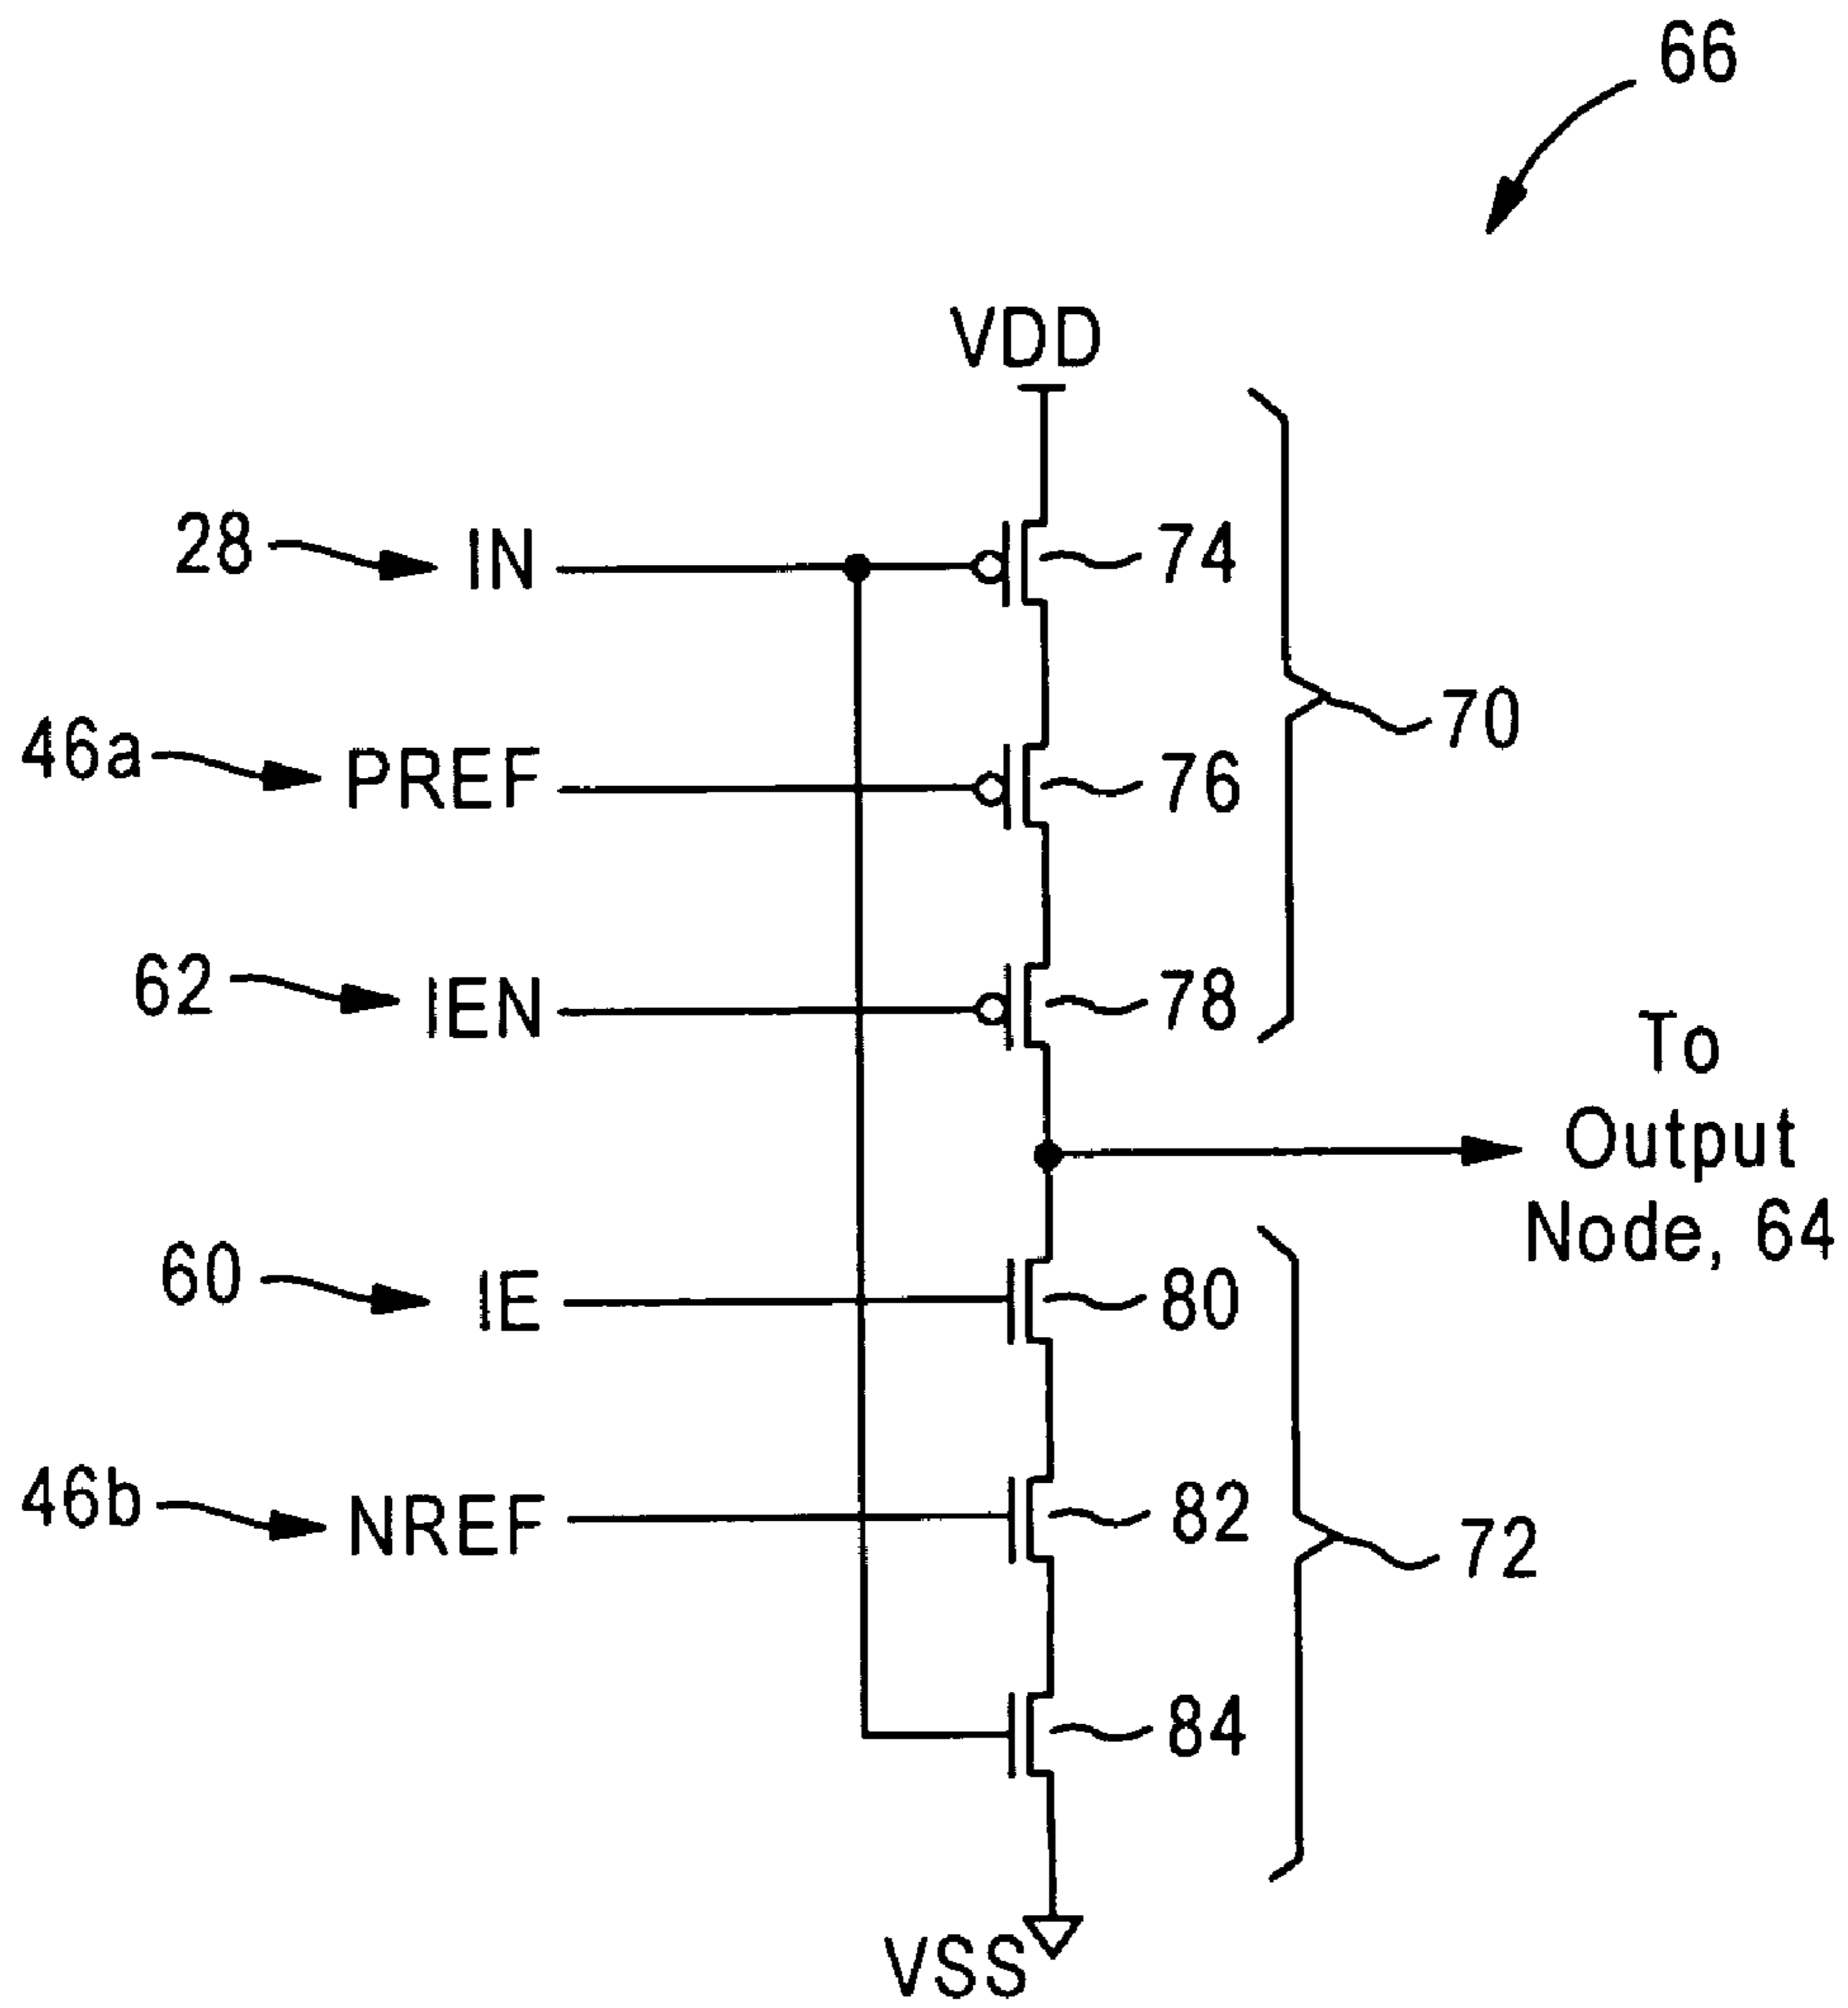 66
VDD
28 IN 74
70
46a PREF 76
62 IEN 78
To
Output
Node, 64
60 IE 80
46b NREF 82
72
84
VSS